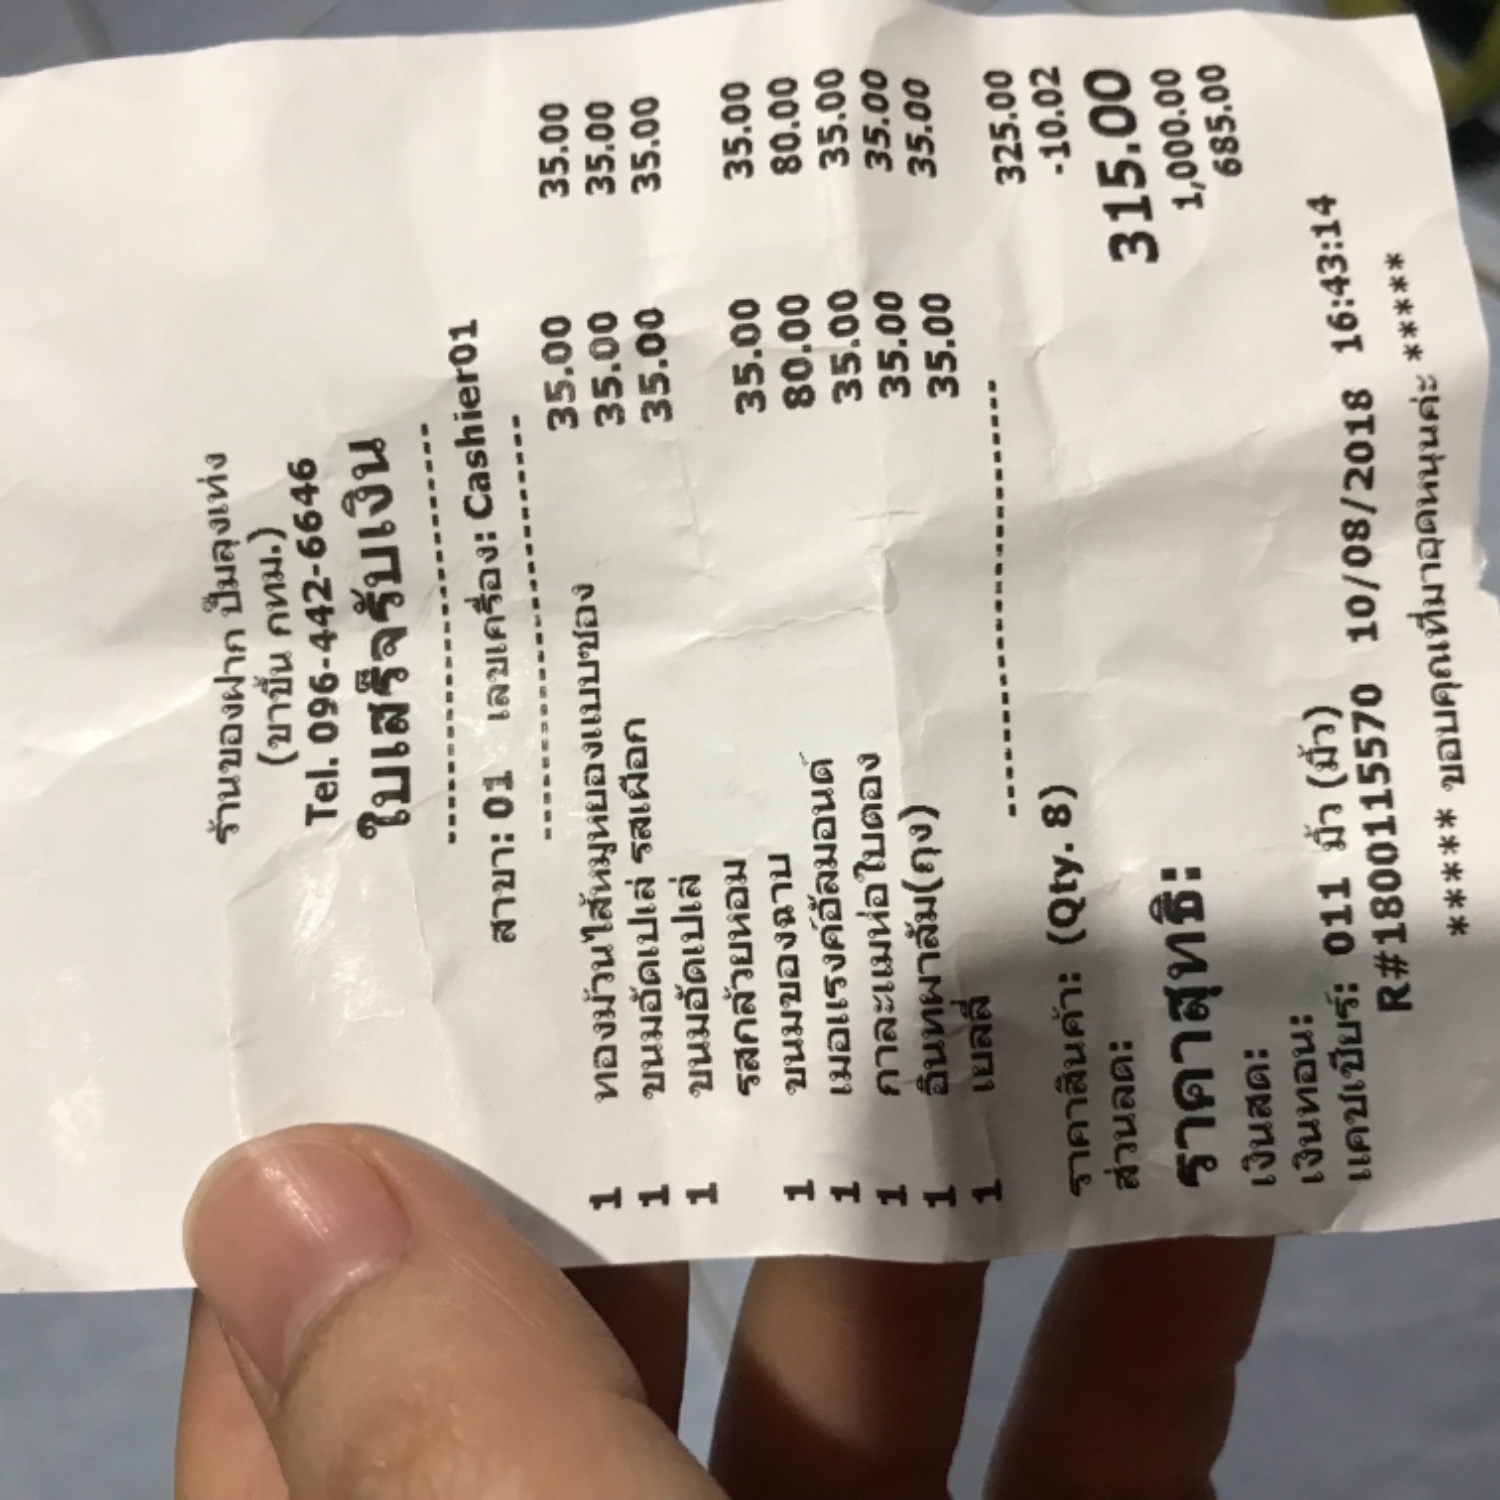 ร้านของฝาก ปั๊มลุงเท่ง
(ขาขึ้น กทม.)
Tel. 096-442-6646
ใบเสร็จรับเงิน
--------------------------------
สาขา: 01 เลขเครื่อง: Cashier01
--------------------------------
1 ทองม้วนไส้หมูหยองแบบซอง 35.00 35.00
1 ขนมอัดเปเล่ รสเผือก 35.00 35.00
1 ขนมอัดเปเล่ 35.00 35.00
รสกล้วยหอม
1 ขนมของฉาบ 35.00 35.00
1 เมอแรงค์อัลมอนด์ 80.00 80.00
1 กาละแมห่อใบตอง 35.00 35.00
1 อินทผาลัม(ถุง) 35.00 35.00
1 เยลลี่ 35.00 35.00
--------------------------------
ราคาสินค้า: (Qty. 8) 325.00
ส่วนลด: -10.02
ราคาสุทธิ: 315.00
เงินสด: 1,000.00
เงินทอน: 685.00
แคชเชียร์: 011 มิ้ว (มิ้ว)
R#1800115570 10/08/2018 16:43:14
***** ขอบคุณที่มาอุดหนุนค่ะ *****